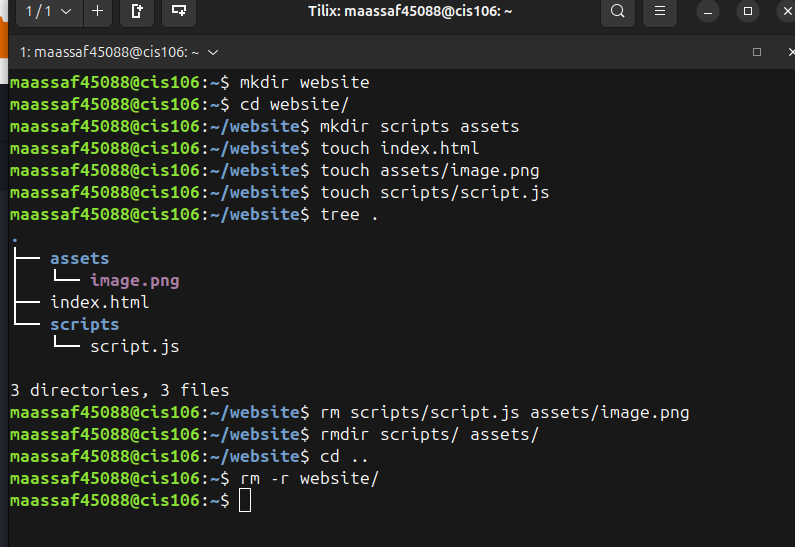 1 / 1
Tilix: maassaf45088@cis106: ~
1: maassaf45088@cis106: ~
maassaf45088@cis106:~$ mkdir website
maassaf45088@cis106:~$ cd website/
maassaf45088@cis106:~/website$ mkdir scripts assets
maassaf45088@cis106:~/website$ touch index.html
maassaf45088@cis106:~/website$ touch assets/image.png
maassaf45088@cis106:~/website$ touch scripts/script.js
maassaf45088@cis106:~/website$ tree .
.
├── assets
│   └── image.png
├── index.html
└── scripts
    └── script.js

3 directories, 3 files
maassaf45088@cis106:~/website$ rm scripts/script.js assets/image.png
maassaf45088@cis106:~/website$ rmdir scripts/ assets/
maassaf45088@cis106:~/website$ cd ..
maassaf45088@cis106:~$ rm -r website/
maassaf45088@cis106:~$